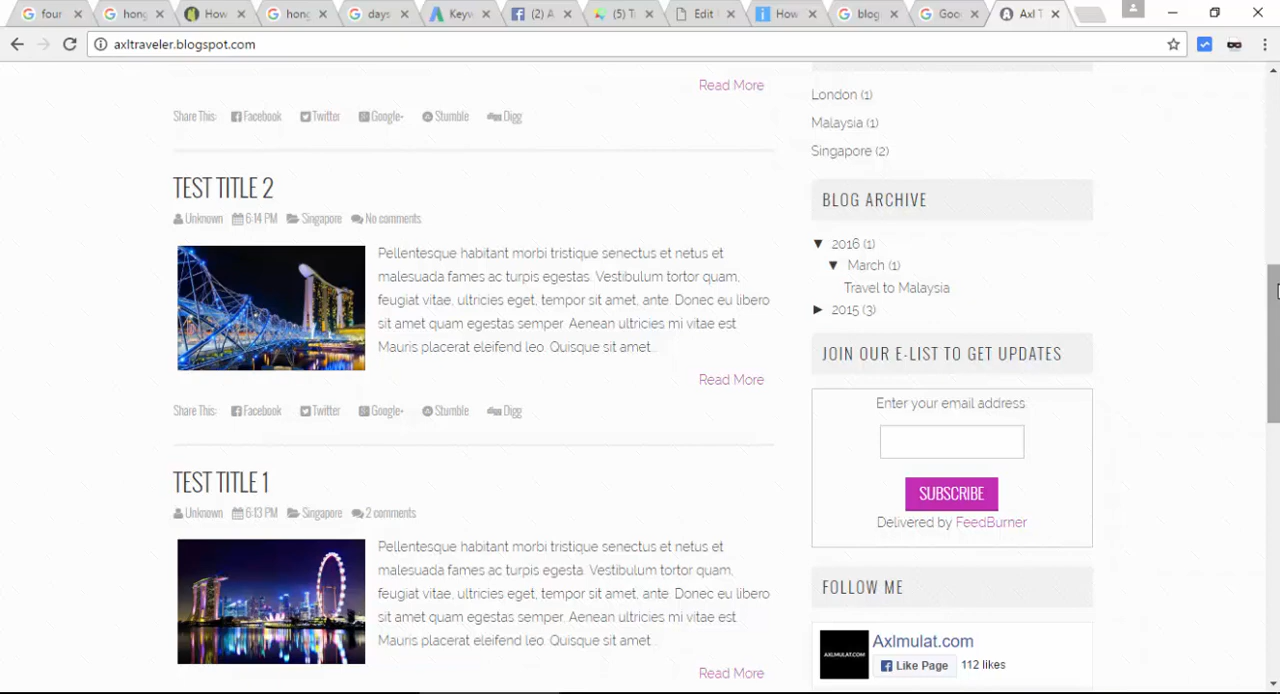 four
hong
How
hong
days
Keyw
(2) A
(5) T
Edit
How
blog
Goo
Axl T
axltraveler.blogspot.com
Read More
Share This: Facebook Twitter Google+ Stumble Digg
TEST TITLE 2
Unknown 6:14 PM Singapore No comments
Pellentesque habitant morbi tristique senectus et netus et
malesuada fames ac turpis egestas. Vestibulum tortor quam,
feugiat vitae, ultricies eget, tempor sit amet, ante. Donec eu libero
sit amet quam egestas semper. Aenean ultricies mi vitae est.
Mauris placerat eleifend leo. Quisque sit amet...
Read More
Share This: Facebook Twitter Google+ Stumble Digg
TEST TITLE 1
Unknown 6:13 PM Singapore 2 comments
Pellentesque habitant morbi tristique senectus et netus et
malesuada fames ac turpis egesta. Vestibulum tortor quam,
feugiat vitae, ultricies eget, tempor sit amet, ante. Donec eu libero
sit amet quam egestas semper. Aenean ultricies mi vitae est.
Mauris placerat eleifend leo. Quisque sit amet...
Read More
London (1)
Malaysia (1)
Singapore (2)
BLOG ARCHIVE
▼ 2016 (1)
▼ March (1)
Travel to Malaysia
► 2015 (3)
JOIN OUR E-LIST TO GET UPDATES
Enter your email address
SUBSCRIBE
Delivered by FeedBurner
FOLLOW ME
AXLMULAT.COM
Axlmulat.com
Like Page 112 likes